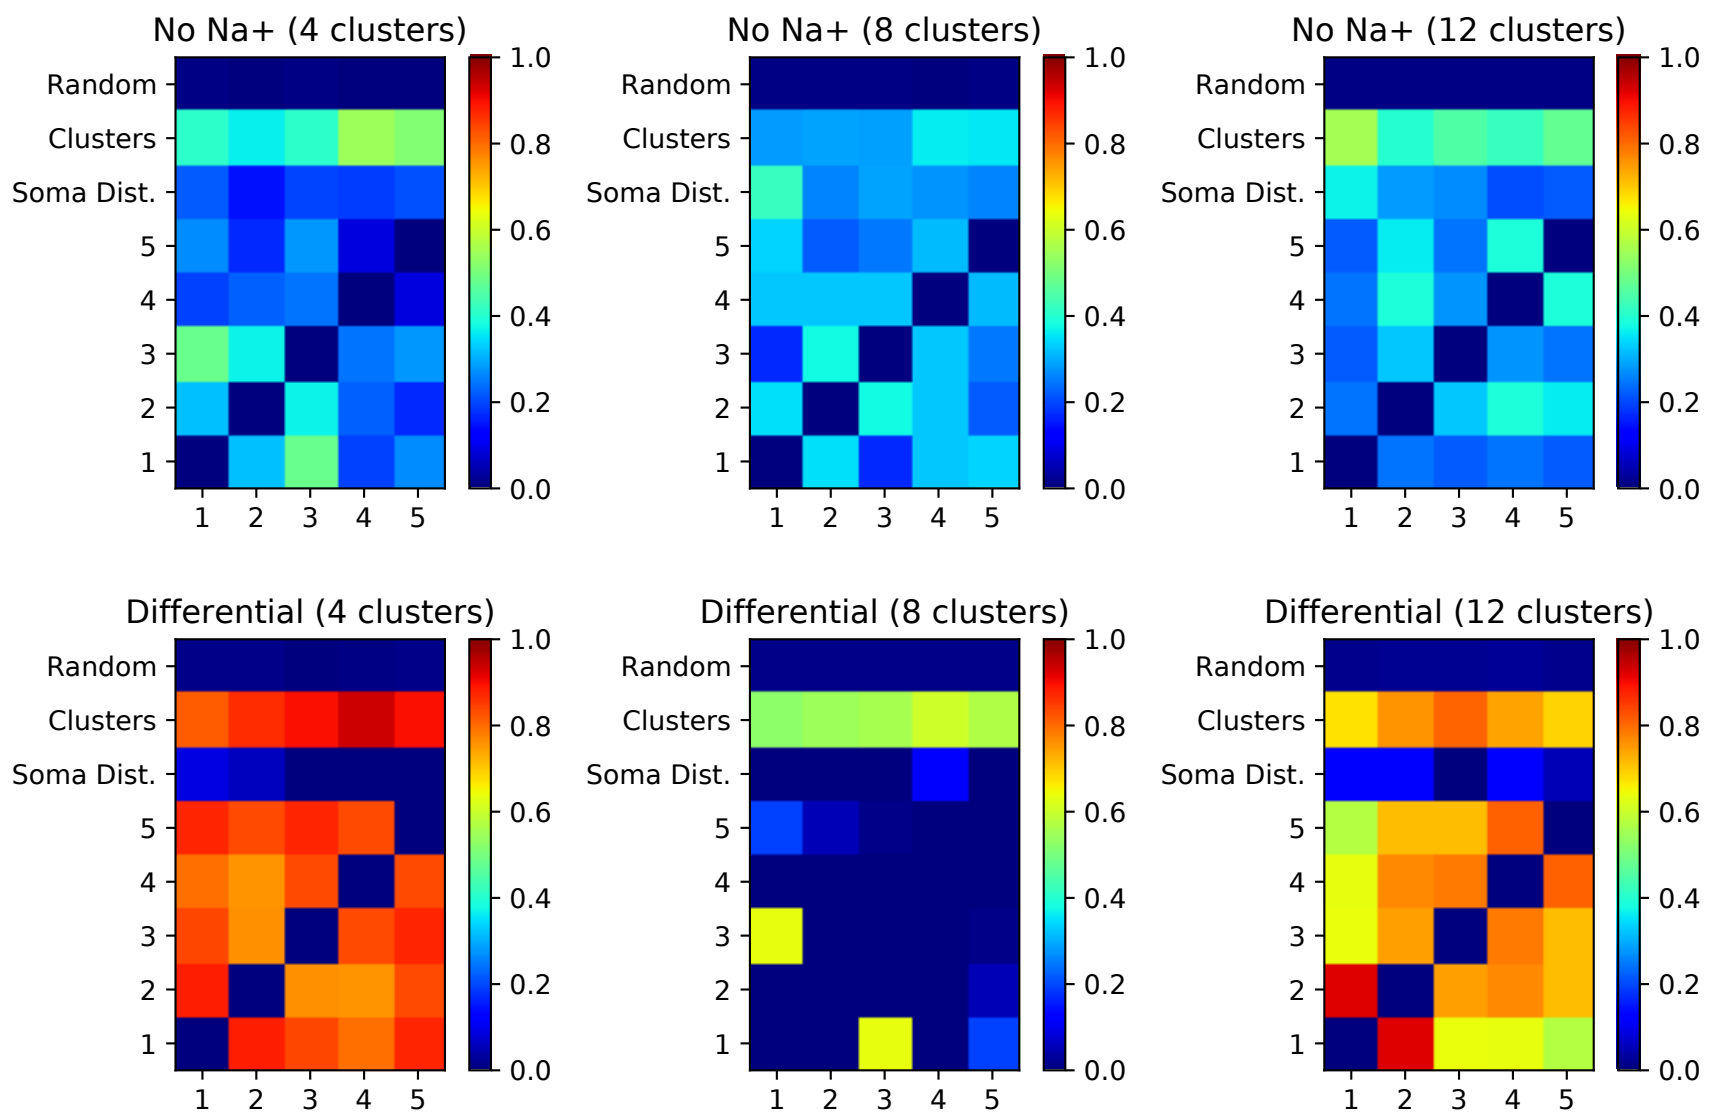 No Na+ (4 clusters)
Random
Clusters
Soma Dist.
5
4
3
2
1
1 2 3 4 5
1.0
0.8
0.6
0.4
0.2
0.0
No Na+ (8 clusters)
Random
Clusters
Soma Dist.
5
4
3
2
1
1 2 3 4 5
1.0
0.8
0.6
0.4
0.2
0.0
No Na+ (12 clusters)
Random
Clusters
Soma Dist.
5
4
3
2
1
1 2 3 4 5
1.0
0.8
0.6
0.4
0.2
0.0
Differential (4 clusters)
Random
Clusters
Soma Dist.
5
4
3
2
1
1 2 3 4 5
1.0
0.8
0.6
0.4
0.2
0.0
Differential (8 clusters)
Random
Clusters
Soma Dist.
5
4
3
2
1
1 2 3 4 5
1.0
0.8
0.6
0.4
0.2
0.0
Differential (12 clusters)
Random
Clusters
Soma Dist.
5
4
3
2
1
1 2 3 4 5
1.0
0.8
0.6
0.4
0.2
0.0